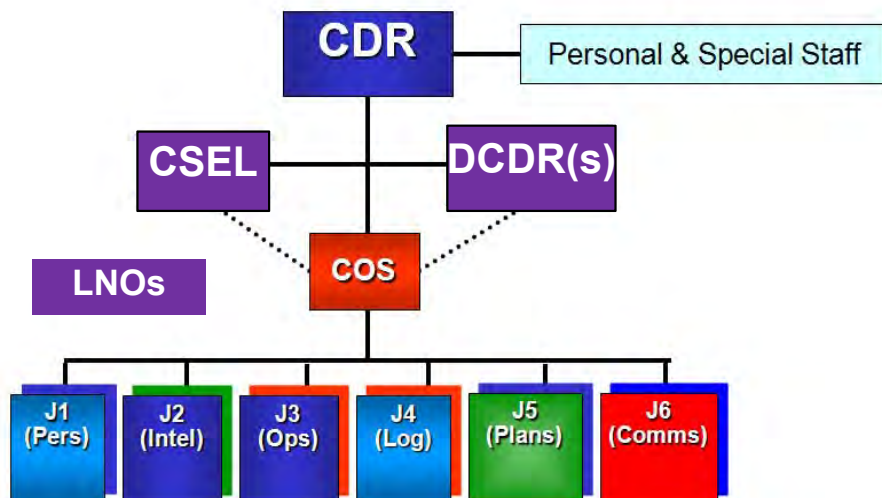 CDR
Personal & Special Staff
CSEL
DCDR(s)
COS
LNOs
J1
(Pers)
J2
(Intel)
J3
(Ops)
J4
(Log)
J5
(Plans)
J6
(Comms)